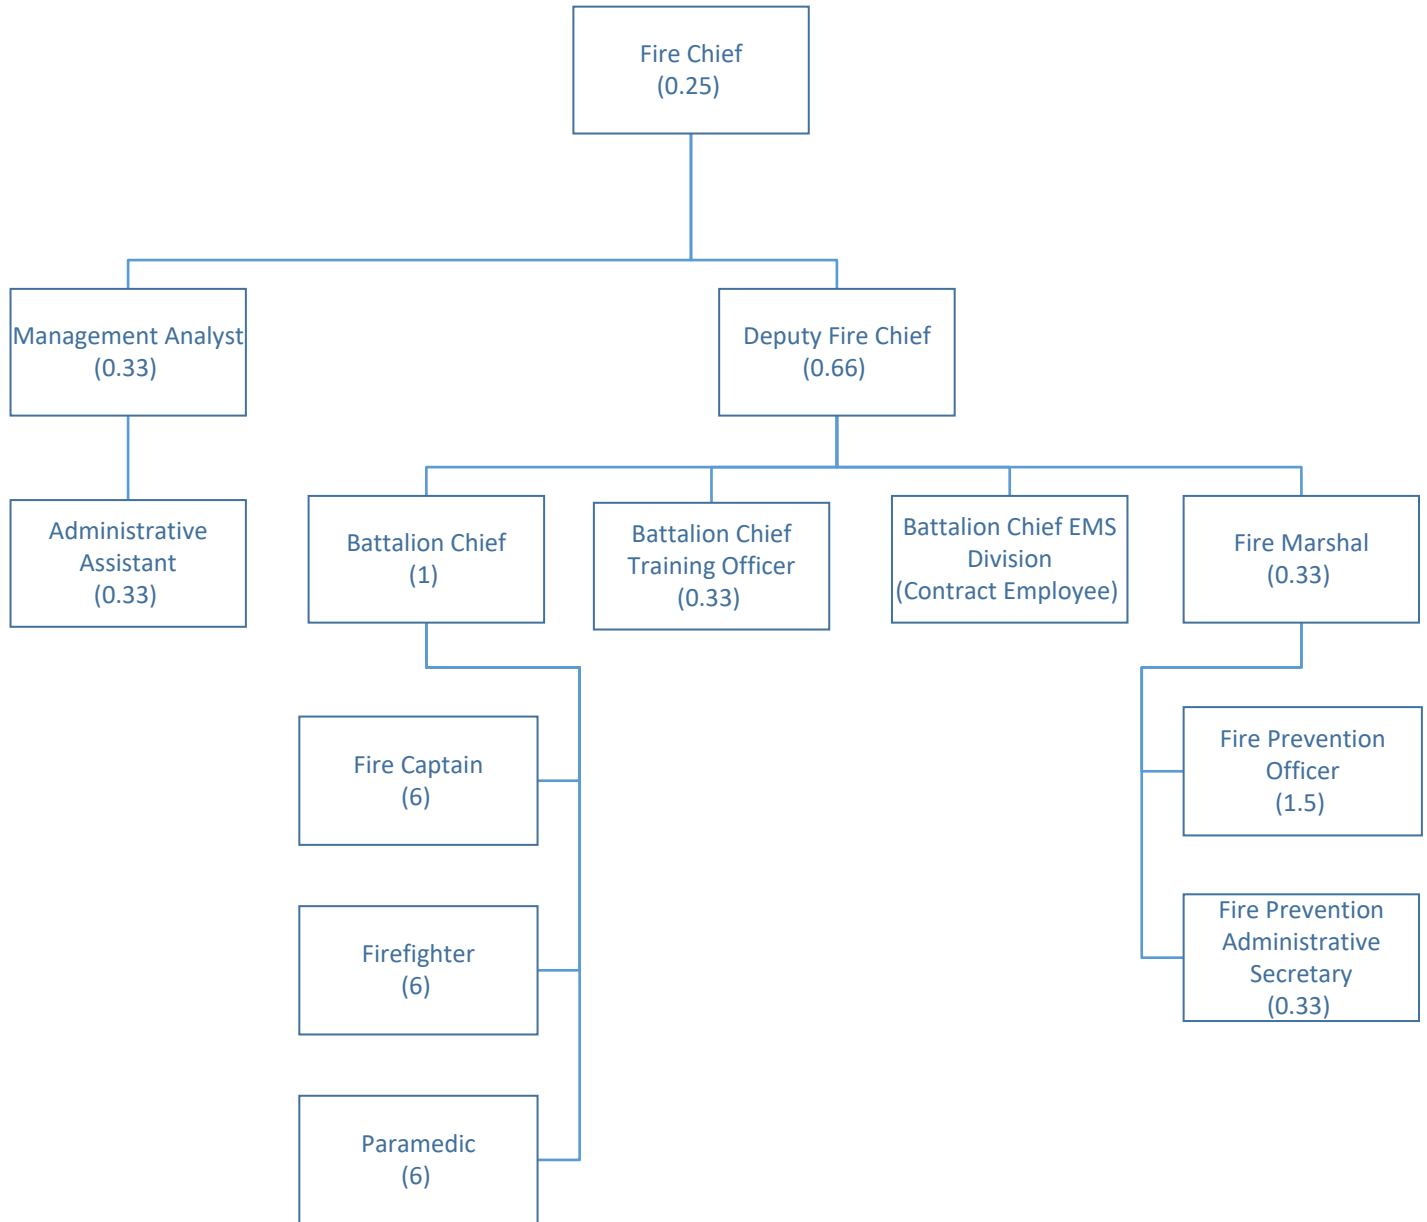 Fire Chief
(0.25)
Management Analyst
(0.33)
Deputy Fire Chief
(0.66)
Administrative
Assistant
(0.33)
Battalion Chief
(1)
Battalion Chief
Training Officer
(0.33)
Battalion Chief EMS
Division
(Contract Employee)
Fire Marshal
(0.33)
Fire Captain
(6)
Firefighter
(6)
Paramedic
(6)
Fire Prevention
Officer
(1.5)
Fire Prevention
Administrative
Secretary
(0.33)